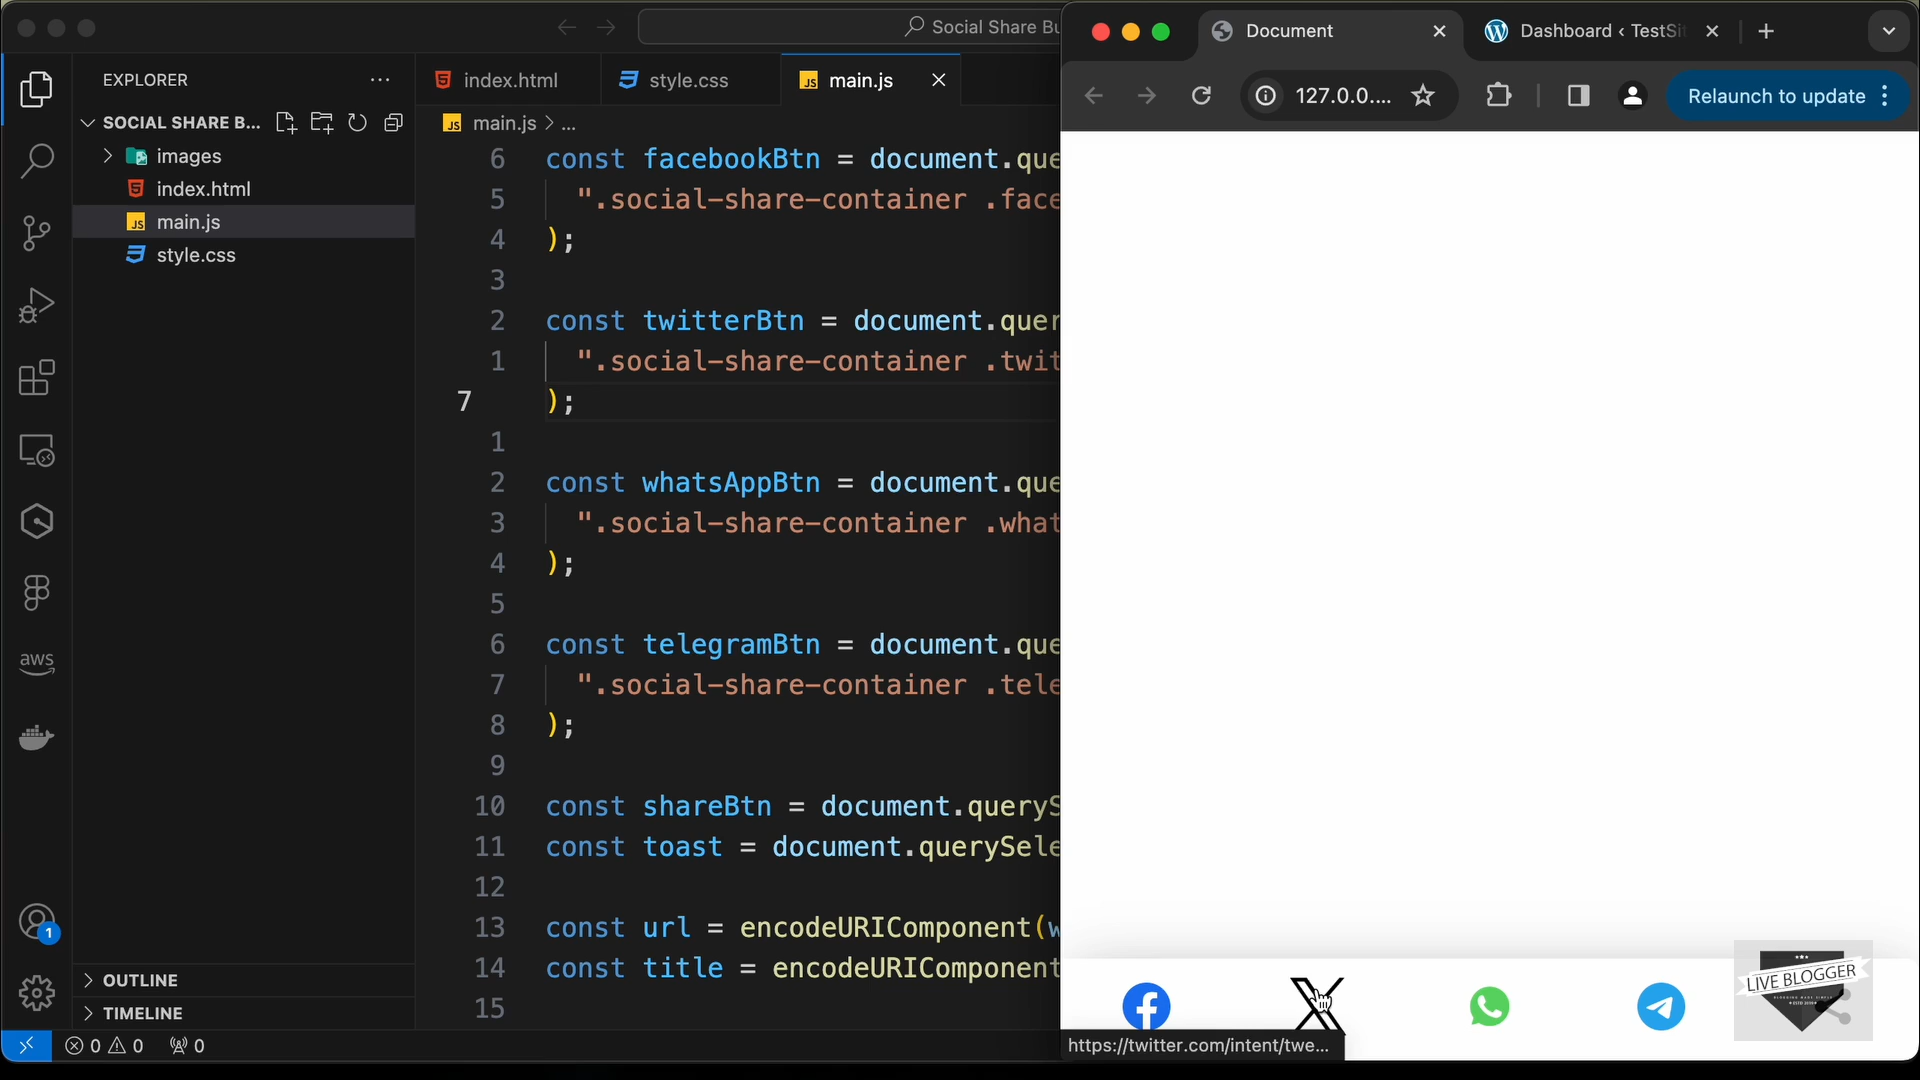 Social Share Bu
EXPLORER
SOCIAL SHARE B...
images
index.html
main.js
style.css
OUTLINE
TIMELINE
aws
1
0 0 0
index.html style.css main.js
main.js > ...
6 const facebookBtn = document.que
5 ".social-share-container .face
4 );
3
2 const twitterBtn = document.quer
1 ".social-share-container .twit
7 );
1
2 const whatsAppBtn = document.que
3 ".social-share-container .what
4 );
5
6 const telegramBtn = document.que
7 ".social-share-container .tele
8 );
9
10 const shareBtn = document.queryS
11 const toast = document.querySele
12
13 const url = encodeURIComponent(w
14 const title = encodeURIComponent
15
Document Dashboard ‹ TestSit
127.0.0.... Relaunch to update
https://twitter.com/intent/twe...
LIVE BLOGGER